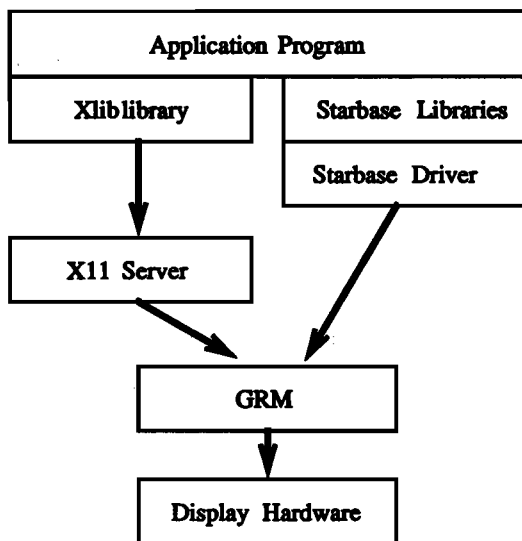 Application Program
Xliblibrary
Starbase Libraries
Starbase Driver
X11 Server
GRM
Display Hardware